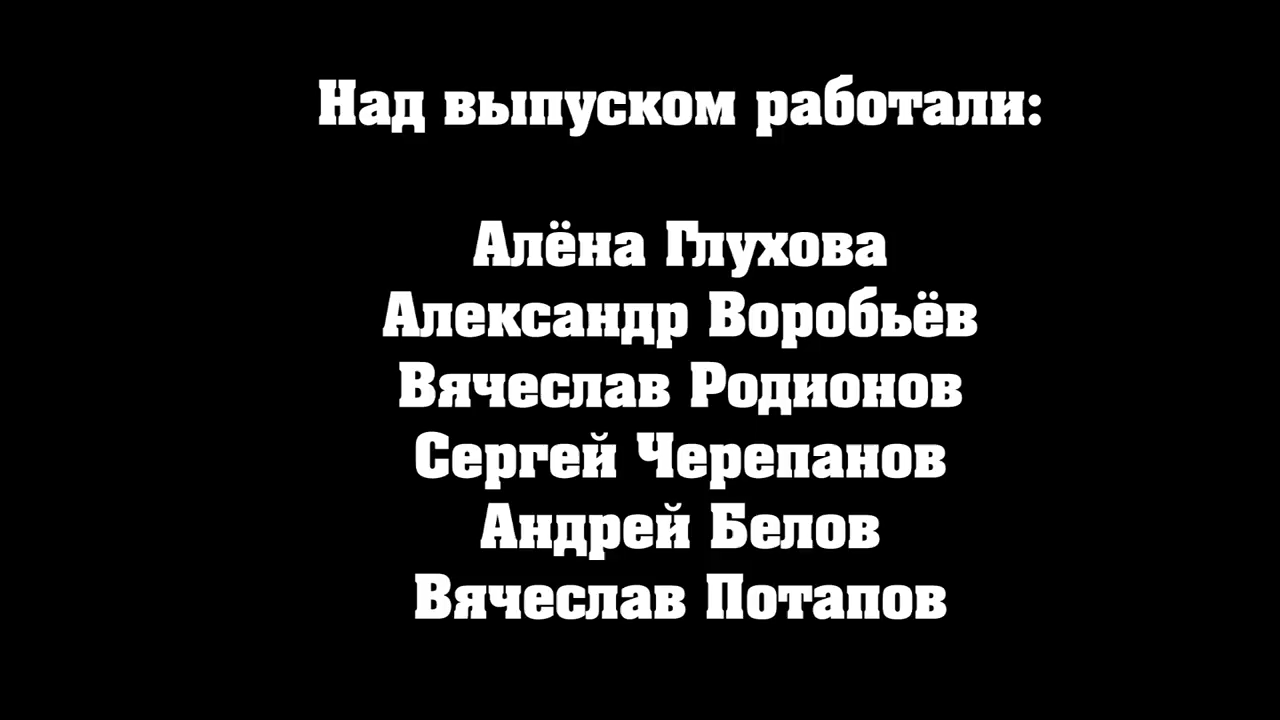 Над выпуском работали:
Алёна Глухова
Александр Воробьёв
Вячеслав Родионов
Сергей Черепанов
Андрей Белов
Вячеслав Потапов